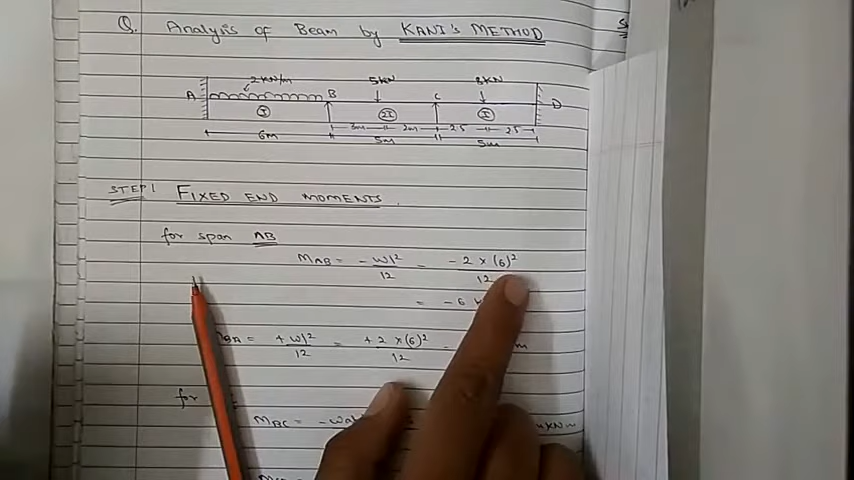 Q. Analysis of Beam by KANI'S METHOD
2 kN/m 5kN 8kN
A B C D
I 2I I
3m 2m 2.5 2.5
6m 5m 5m
STEP 1 FIXED END MOMENTS.
for span AB
MAB = -wl²/12 = -2 × (6)²/12
= -6
MBA = +wl²/12 = +2 × (6)²/12 =
for
MBC =